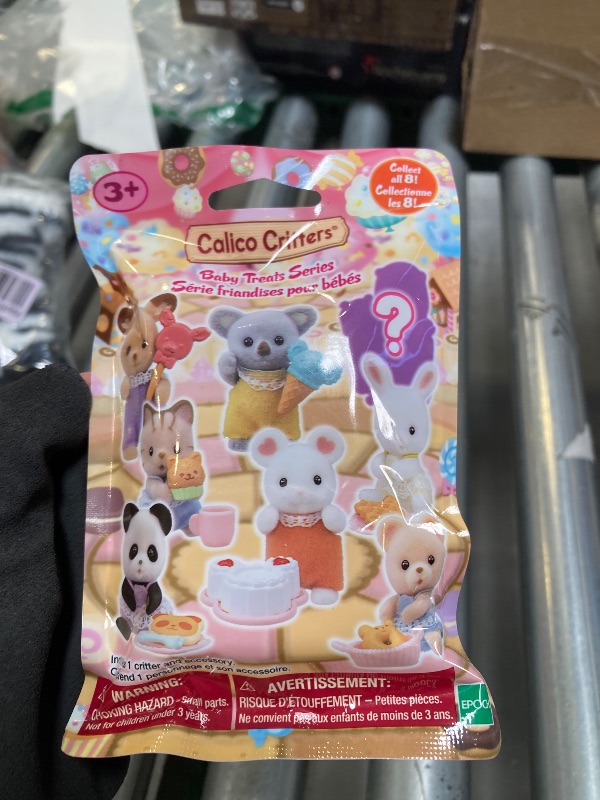 3+
Collect
all 8!
Collectionne
les 8!
Calico Critters
Baby Treats Series
Série friandises pour bébés
?
1 critter and accessory.
1 personnage et son accessoire.
WARNING:
CHOKING HAZARD - Small parts.
Not for children under 3 years.
AVERTISSEMENT:
RISQUE D'ÉTOUFFEMENT – Petites pièces.
Ne convient pas aux enfants de moins de 3 ans.
EPOCH